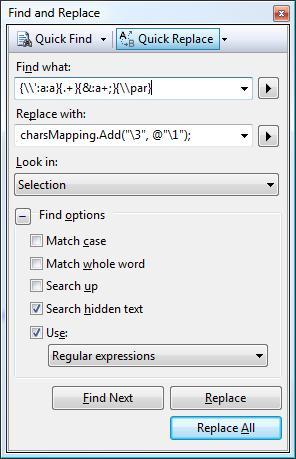 Find and Replace
Quick Find
Quick Replace
Find what:
{\\':a:a}{.+}{&:a+;}{\\par}
Replace with:
charsMapping.Add("\3", @"\1");
Look in:
Selection
Find options
Match case
Match whole word
Search up
Search hidden text
Use:
Regular expressions
Find Next
Replace
Replace All